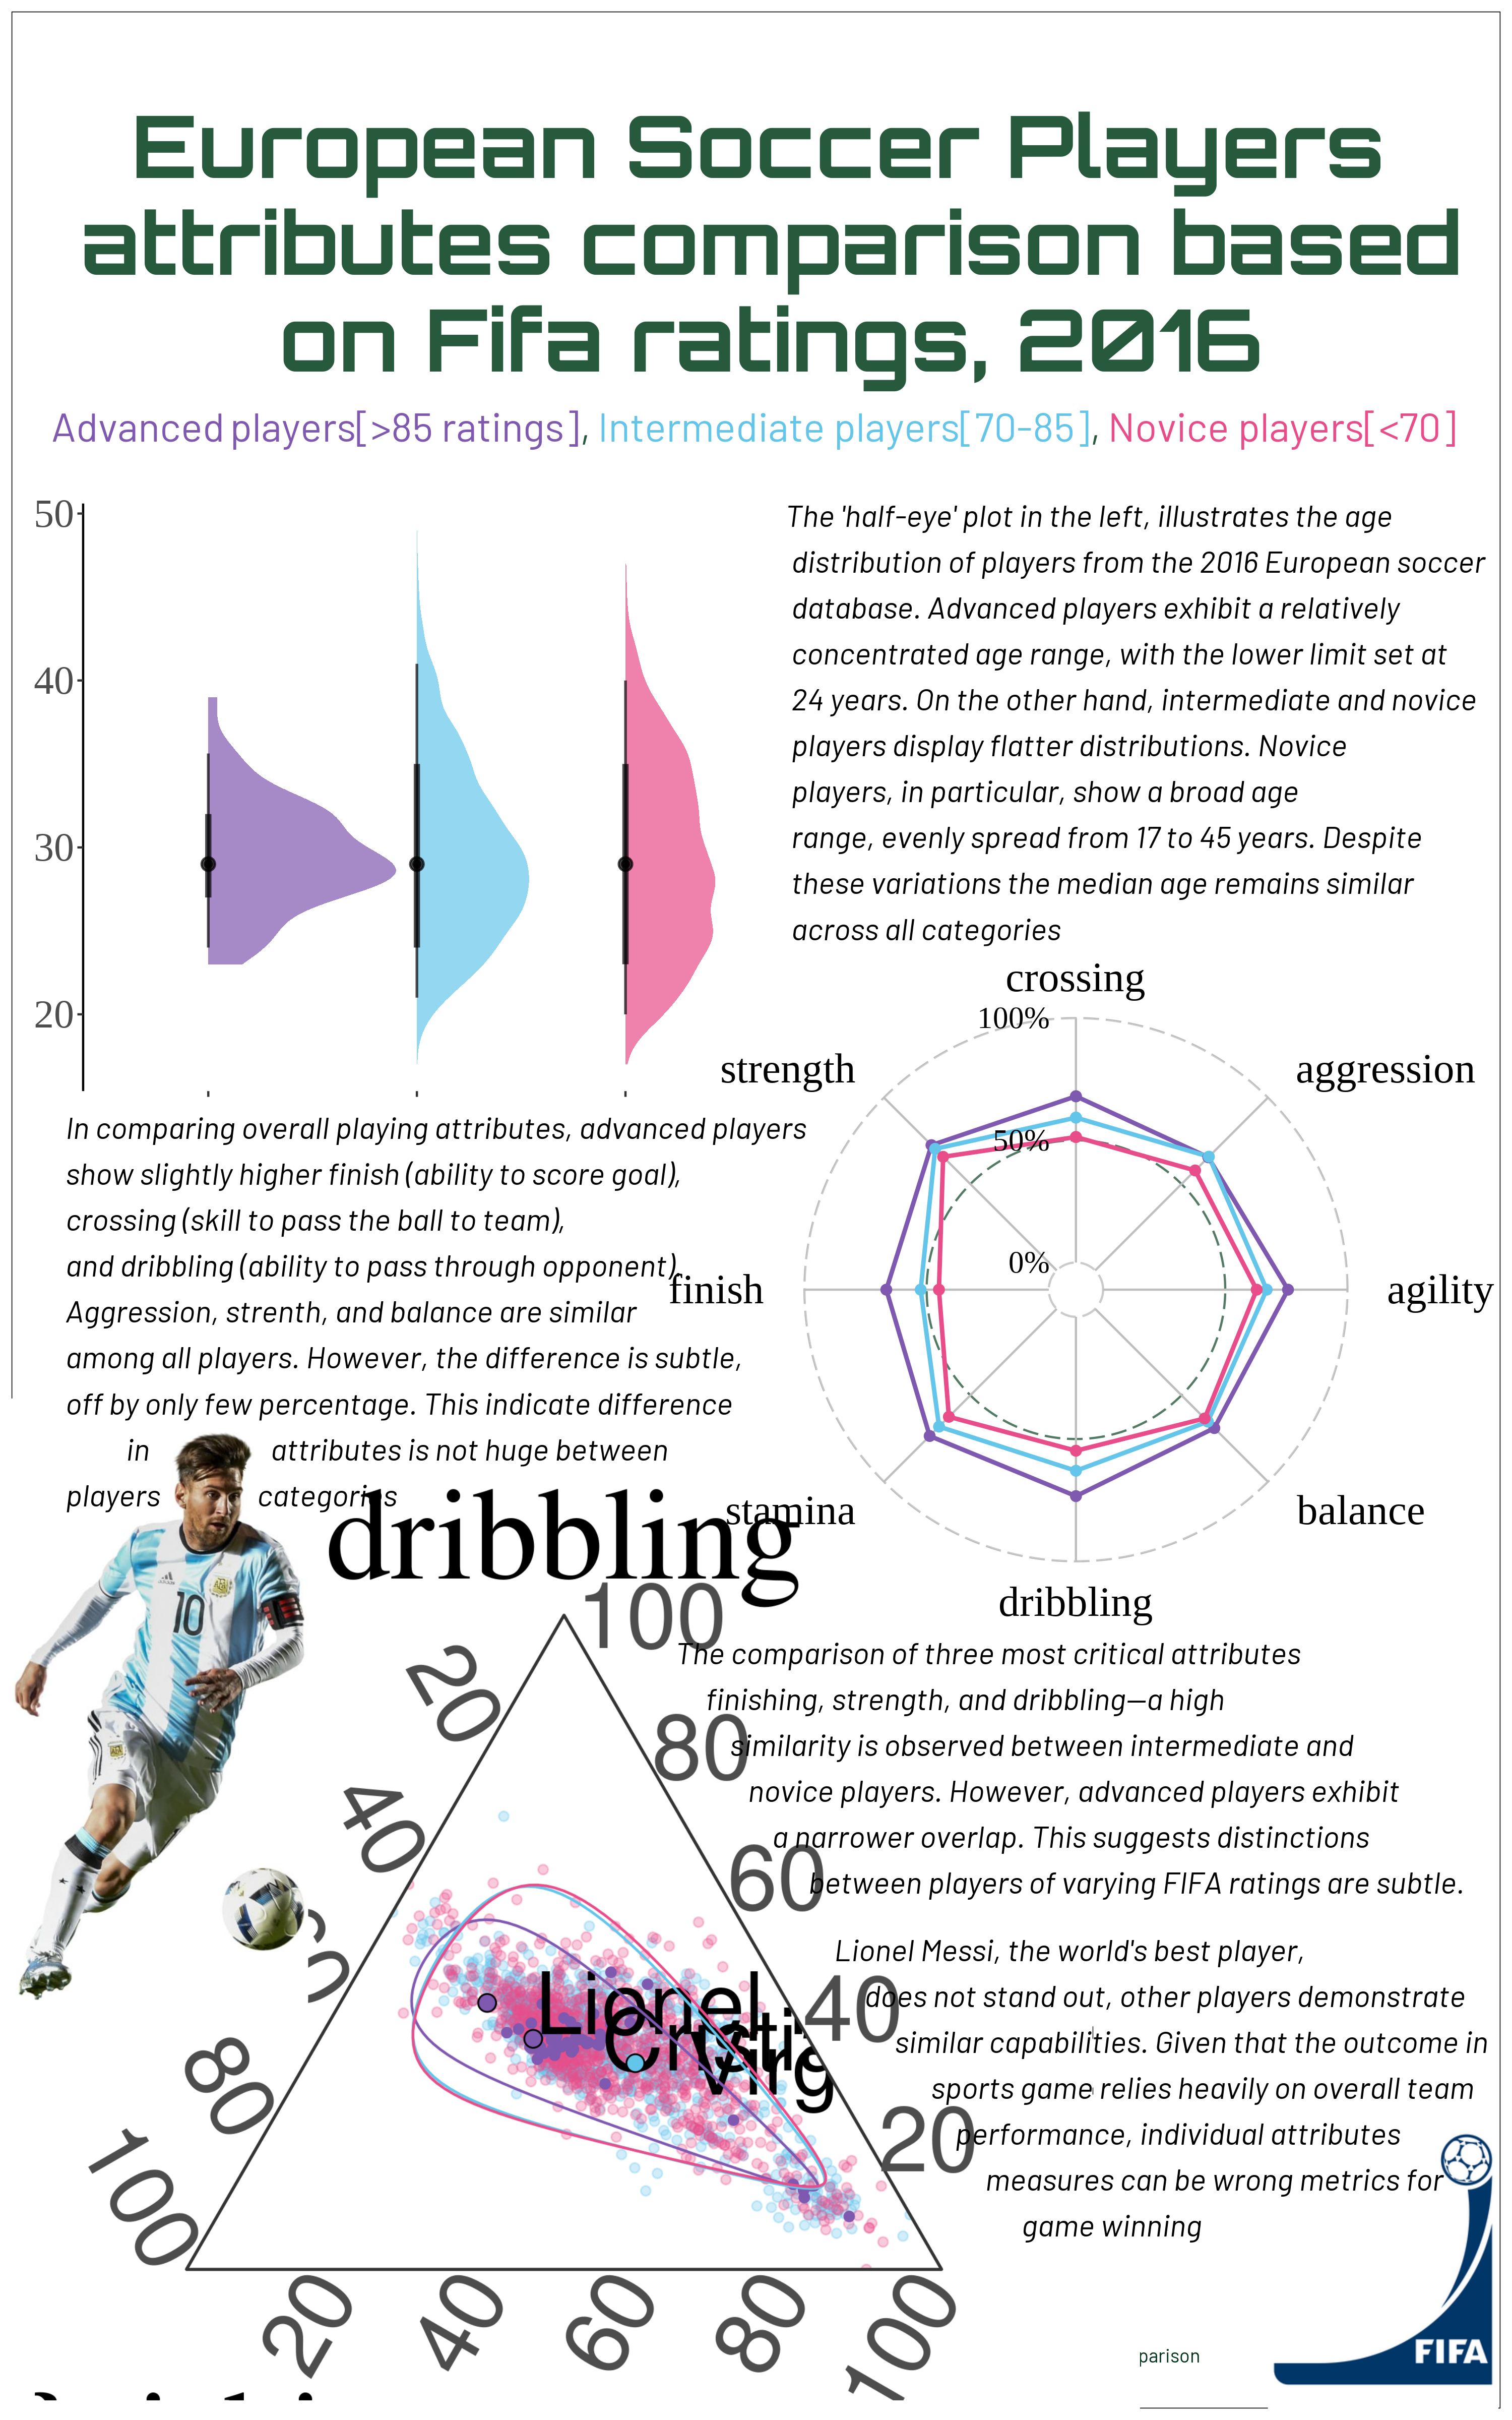 European Soccer Players
attributes comparison based
on Fifa ratings, 2016
Advanced players[>85 ratings], Intermediate players[70-85], Novice players[<70]
50
40
30
20
The 'half-eye' plot in the left, illustrates the age
distribution of players from the 2016 European soccer
database. Advanced players exhibit a relatively
concentrated age range, with the lower limit set at
24 years. On the other hand, intermediate and novice
players display flatter distributions. Novice
players, in particular, show a broad age
range, evenly spread from 17 to 45 years. Despite
these variations the median age remains similar
across all categories
crossing
100%
strength
aggression
50%
0%
finish
agility
stamina
balance
dribbling
In comparing overall playing attributes, advanced players
show slightly higher finish (ability to score goal),
crossing (skill to pass the ball to team),
and dribbling (ability to pass through opponent).
Aggression, strenth, and balance are similar
among all players. However, the difference is subtle,
off by only few percentage. This indicate difference
in attributes is not huge between
players categories
10
dribbling
100
20
80
40
60
40
80
20
100
20
40
60
80
100
Lionel
The comparison of three most critical attributes
finishing, strength, and dribbling—a high
similarity is observed between intermediate and
novice players. However, advanced players exhibit
a narrower overlap. This suggests distinctions
between players of varying FIFA ratings are subtle.
Lionel Messi, the world's best player,
does not stand out, other players demonstrate
similar capabilities. Given that the outcome in
sports game relies heavily on overall team
performance, individual attributes
measures can be wrong metrics for
game winning
parison
FIFA